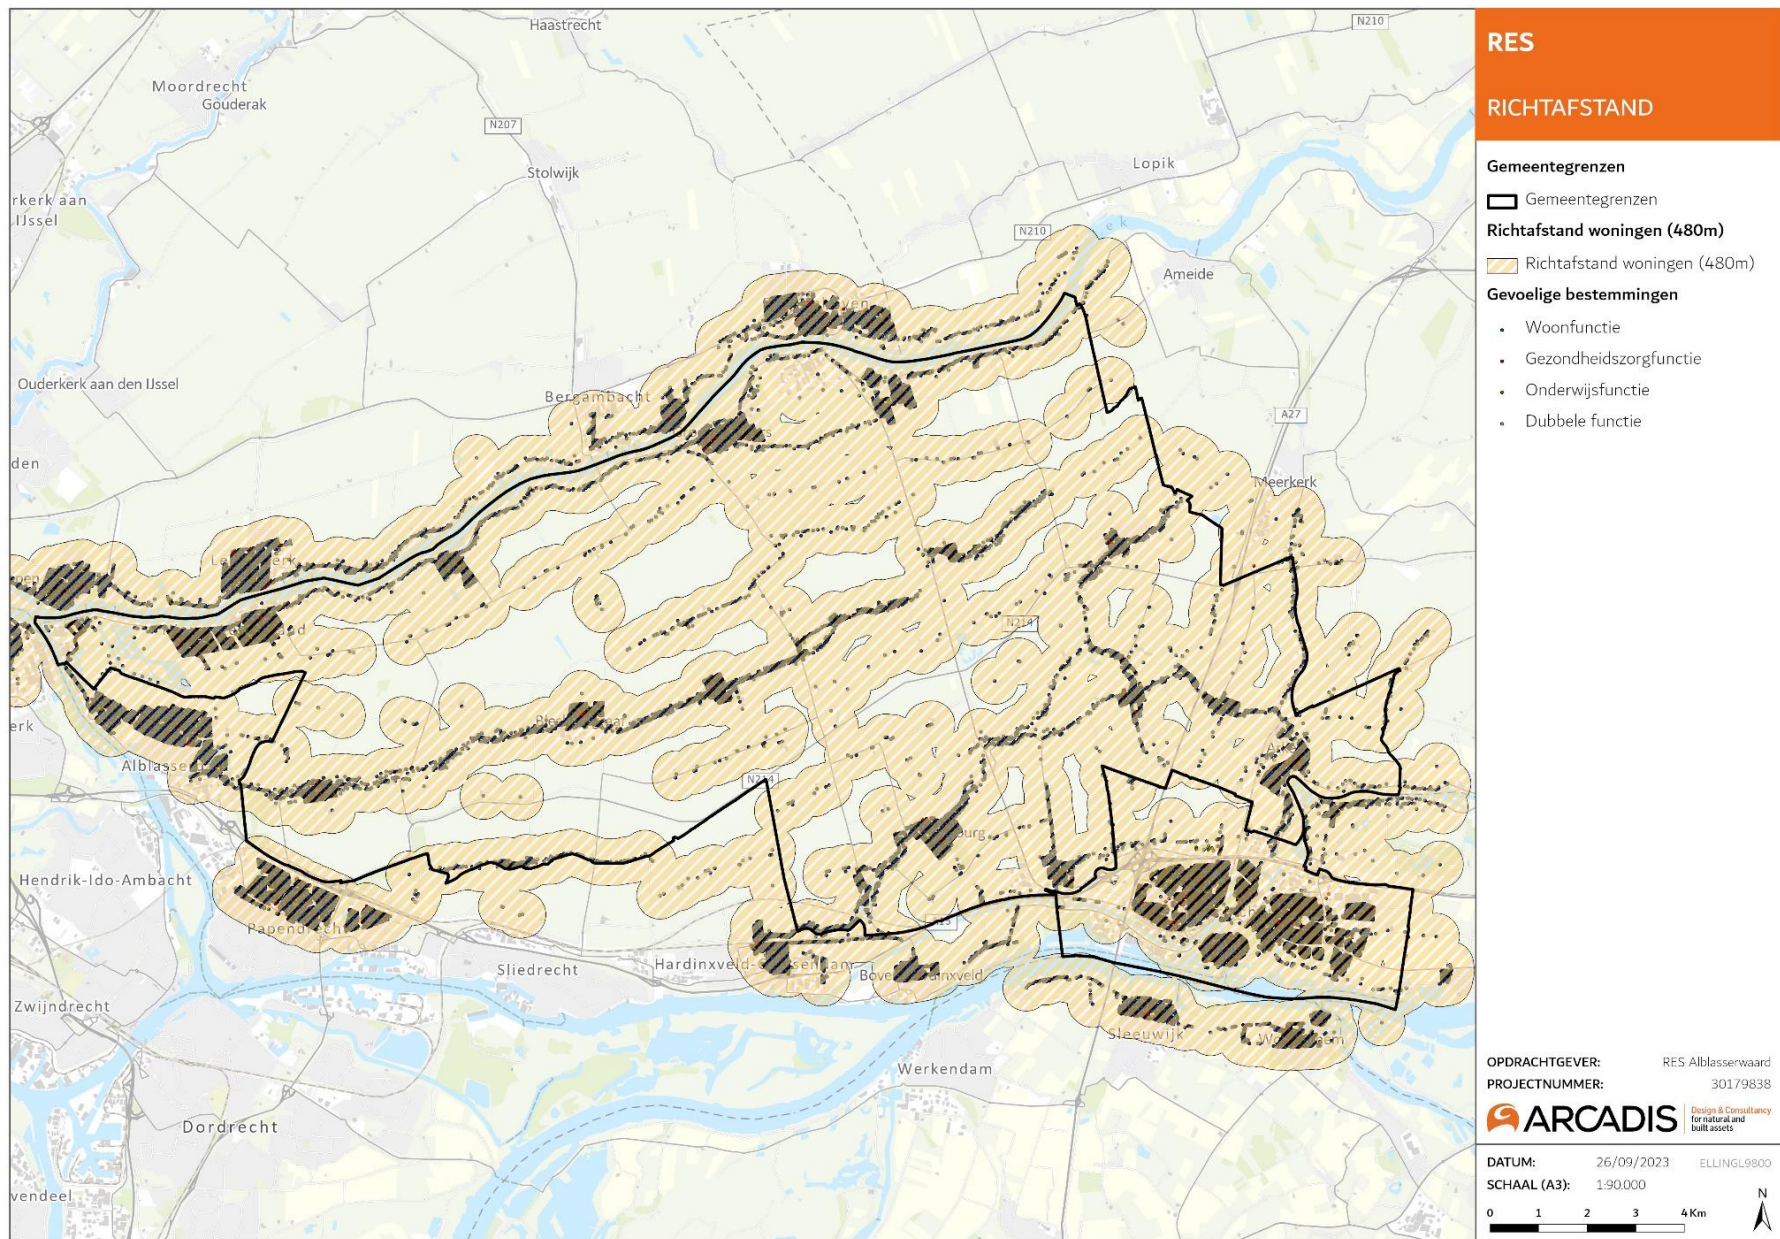 Haastrecht
N210
Moordrecht
Gouderak
N207
Stolwijk
Lopik
rkerk aan
IJssel
N210
Ameide
Ouderkerk aan den IJssel
Bergambacht
A27
den
Meerkerk
N214
erk
Alblasser
N214
Hendrik-Ido-Ambacht
Papendrecht
Sliedrecht
Hardinxveld-Giessendam
Zwijndrecht
Sleeuwijk
Werkendam
Dordrecht
vendeel
RES
RICHTAFSTAND
Gemeentegrenzen
Gemeentegrenzen
Richtafstand woningen (480m)
Richtafstand woningen (480m)
Gevoelige bestemmingen
Woonfunctie
Gezondheidszorgfunctie
Onderwijsfunctie
Dubbele functie
OPDRACHTGEVER: RES Alblasserwaard
PROJECTNUMMER: 30179838
ARCADIS Design & Consultancy
for natural and
built assets
DATUM: 26/09/2023 ELLINGL9800
SCHAAL (A3): 1:90.000
N
0 1 2 3 4 Km